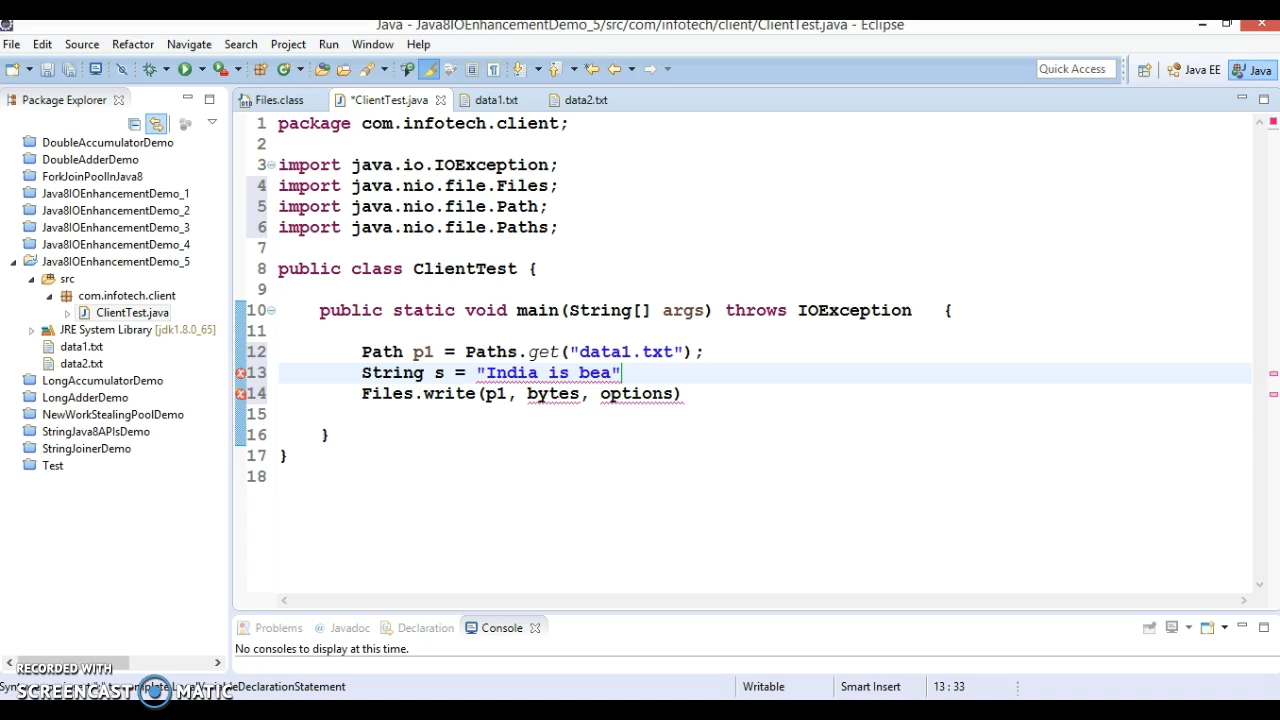 Java - Java8IOEnhancementDemo_5/src/com/infotech/client/ClientTest.java - Eclipse
File Edit Source Refactor Navigate Search Project Run Window Help
Quick Access Java EE Java
Package Explorer
Files.class *ClientTest.java data1.txt data2.txt
DoubleAccumulatorDemo
DoubleAdderDemo
ForkJoinPoolInJava8
Java8IOEnhancementDemo_1
Java8IOEnhancementDemo_2
Java8IOEnhancementDemo_3
Java8IOEnhancementDemo_4
Java8IOEnhancementDemo_5
src
com.infotech.client
ClientTest.java
JRE System Library [jdk1.8.0_65]
data1.txt
data2.txt
LongAccumulatorDemo
LongAdderDemo
NewWorkStealingPoolDemo
StringJava8APIsDemo
StringJoinerDemo
Test
1 package com.infotech.client;
2
3 import java.io.IOException;
4 import java.nio.file.Files;
5 import java.nio.file.Path;
6 import java.nio.file.Paths;
7
8 public class ClientTest {
9
10 public static void main(String[] args) throws IOException {
11
12 Path p1 = Paths.get("data1.txt");
13 String s = "India is bea"
14 Files.write(p1, bytes, options)
15
16 }
17 }
18
Problems @ Javadoc Declaration Console
No consoles to display at this time.
RECORDED WITH
SCREENCAST MATIC
VariableDeclarationStatement
Writable Smart Insert 13 : 33